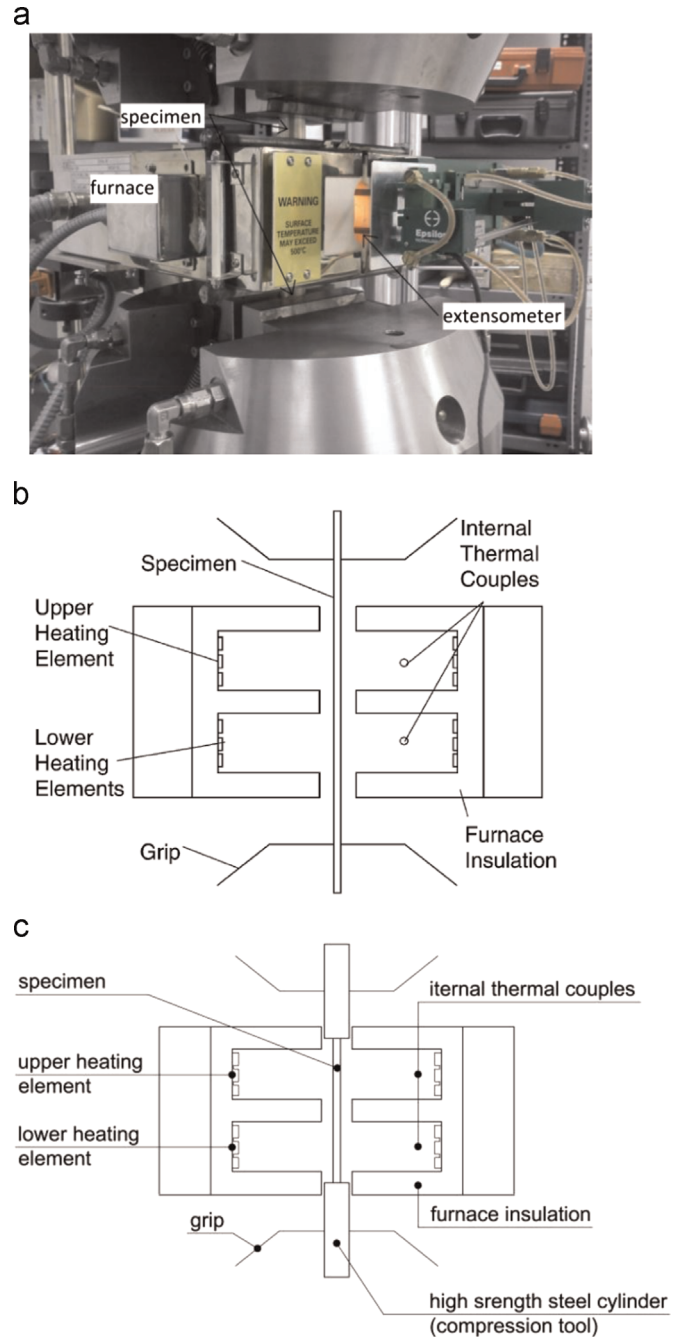 a
specimen
furnace
WARNING
SURFACE
TEMPERATURE
MAY EXCEED
500°C
Epsilon
extensometer
b
Internal
Thermal
Couples
Specimen
Upper
Heating
Element
Lower
Heating
Elements
Grip
Furnace
Insulation
c
specimen
iternal thermal couples
upper heating
element
lower heating
element
grip
furnace insulation
high srength steel cylinder
(compression tool)